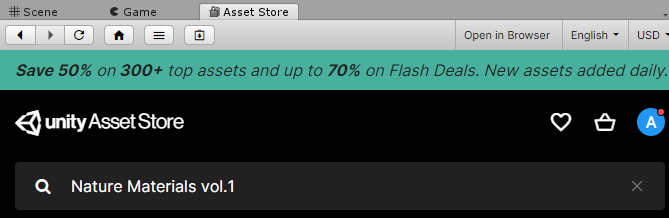 Scene Game Asset Store
Open in Browser English USD
Save 50% on 300+ top assets and up to 70% on Flash Deals. New assets added daily.
unity Asset Store A
Nature Materials vol.1